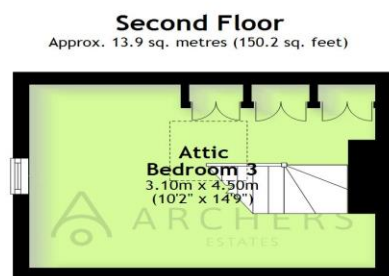 Second Floor
Approx. 13.9 sq. metres (150.2 sq. feet)
Attic
Bedroom 3
3.10m x 4.50m
(10'2" x 14'9")
ARCHERS
ESTATES